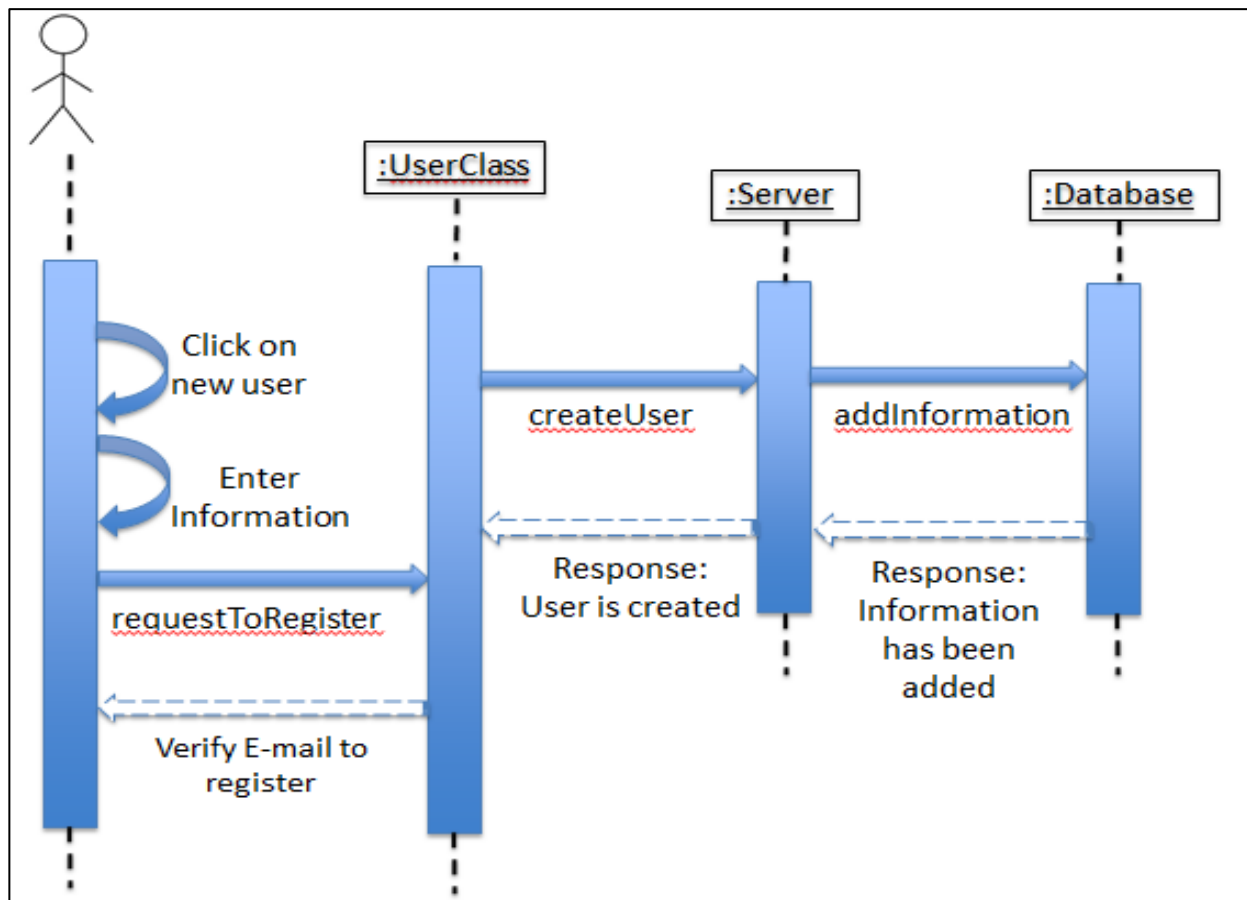 :UserClass
:Server
:Database
Click on
new user
createUser
addInformation
Enter
Information
Response:
User is created
Response:
Information
has been
added
requestToRegister
Verify E-mail to
register